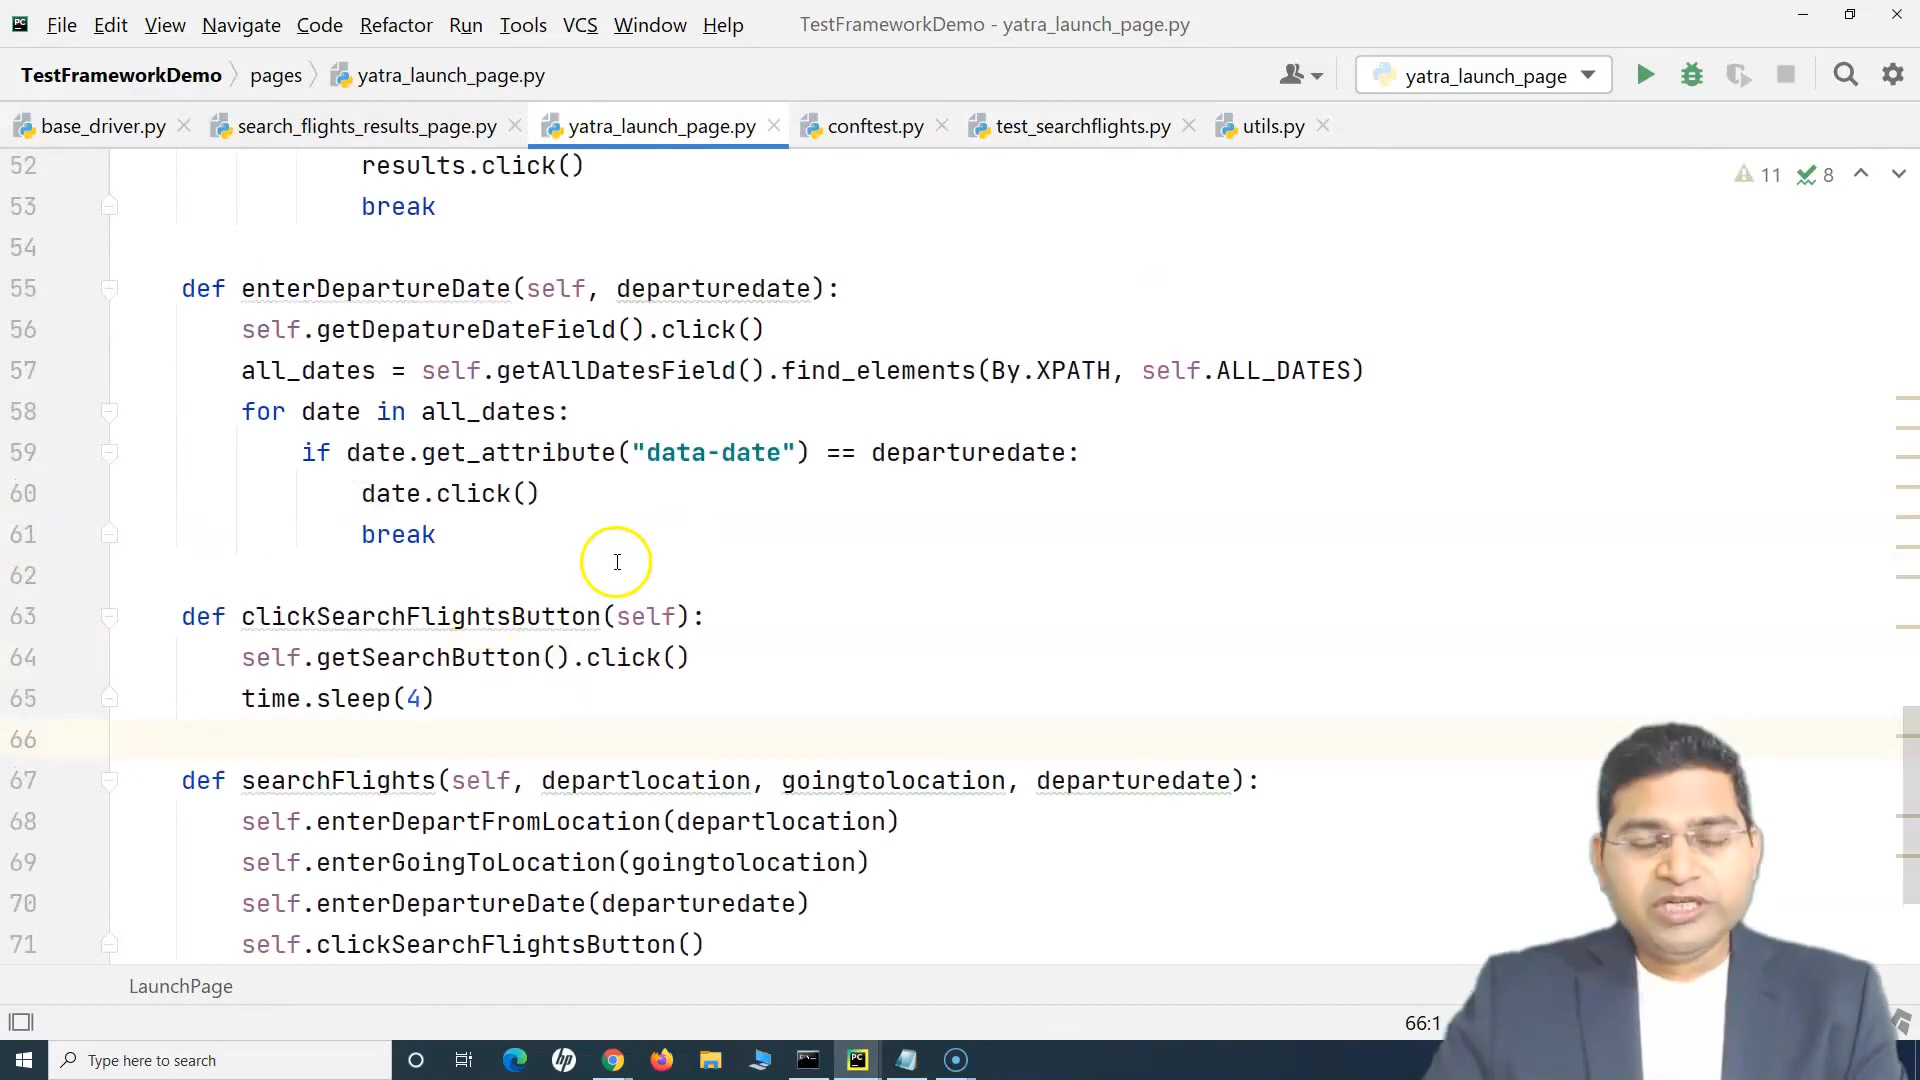 File Edit View Navigate Code Refactor Run Tools VCS Window Help TestFrameworkDemo - yatra_launch_page.py
TestFrameworkDemo pages yatra_launch_page.py yatra_launch_page
base_driver.py search_flights_results_page.py yatra_launch_page.py conftest.py test_searchflights.py utils.py
52 results.click() 11 8
53 break
54
55 def enterDepartureDate(self, departuredate):
56 self.getDepatureDateField().click()
57 all_dates = self.getAllDatesField().find_elements(By.XPATH, self.ALL_DATES)
58 for date in all_dates:
59 if date.get_attribute("data-date") == departuredate:
60 date.click()
61 break
62
63 def clickSearchFlightsButton(self):
64 self.getSearchButton().click()
65 time.sleep(4)
66
67 def searchFlights(self, departlocation, goingtolocation, departuredate):
68 self.enterDepartFromLocation(departlocation)
69 self.enterGoingToLocation(goingtolocation)
70 self.enterDepartureDate(departuredate)
71 self.clickSearchFlightsButton()
LaunchPage
66:1
Type here to search